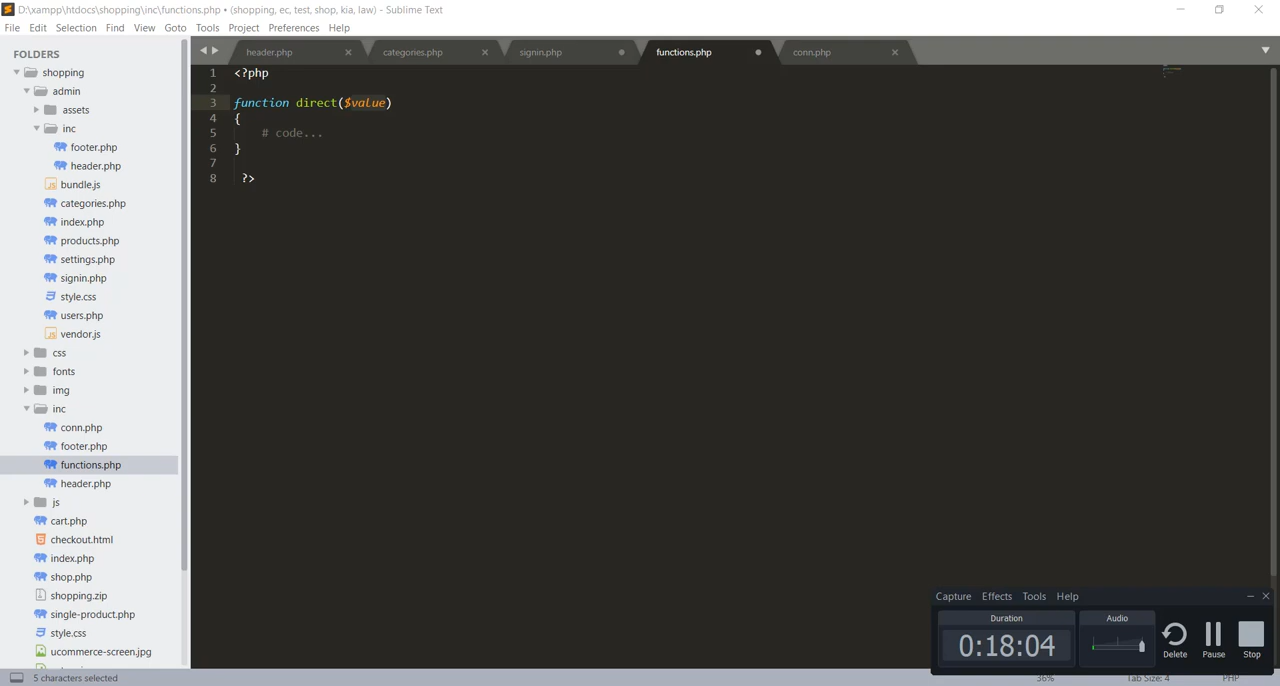 D:\xampp\htdocs\shopping\inc\functions.php • (shopping, ec, test, shop, kia, law) - Sublime Text
File Edit Selection Find View Goto Tools Project Preferences Help
FOLDERS
shopping
admin
assets
inc
footer.php
header.php
bundle.js
categories.php
index.php
products.php
settings.php
signin.php
style.css
users.php
vendor.js
css
fonts
img
inc
conn.php
footer.php
functions.php
header.php
js
cart.php
checkout.html
index.php
shop.php
shopping.zip
single-product.php
style.css
ucommerce-screen.jpg
header.php categories.php signin.php functions.php conn.php
1 <?php
2
3 function direct($value)
4 {
5 # code...
6 }
7
8 ?>
Capture Effects Tools Help
Duration Audio
0:18:04
Delete Pause Stop
5 characters selected
36% Tab Size: 4 PHP